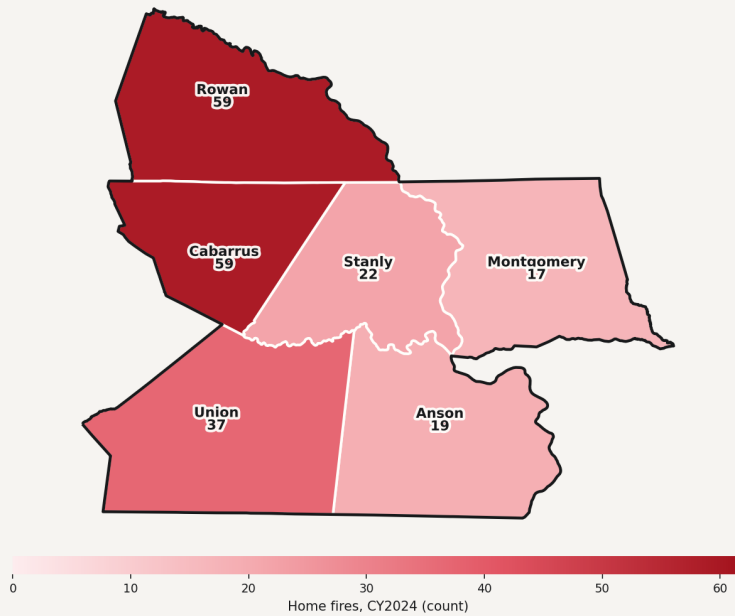 Rowan
59
Cabarrus
59
Stanly
22
Montgomery
17
Union
37
Anson
19
0 10 20 30 40 50 60
Home fires, CY2024 (count)